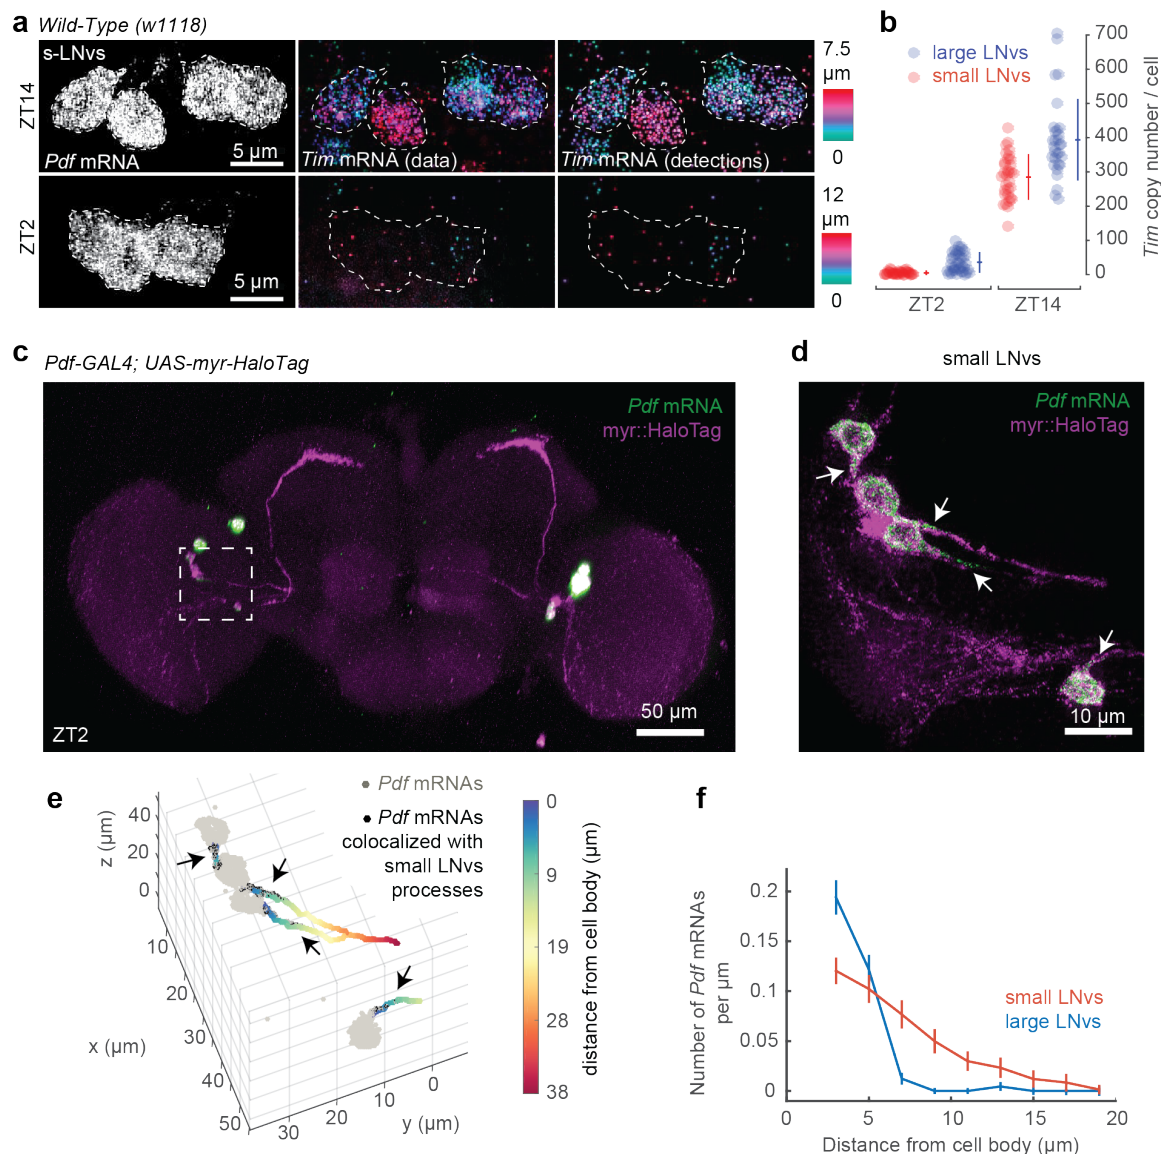 a Wild-Type (w1118)
s-LNvs
ZT14
Pdf mRNA
5 µm
Tim mRNA (data)
Tim mRNA (detections)
7.5
µm
0
ZT2
5 µm
12
µm
0
b
large LNvs
small LNvs
700
600
500
400
300
200
100
0
Tim copy number / cell
ZT2
ZT14
c Pdf-GAL4; UAS-myr-HaloTag
Pdf mRNA
myr::HaloTag
50 µm
ZT2
d
small LNvs
Pdf mRNA
myr::HaloTag
10 µm
e
Pdf mRNAs
Pdf mRNAs
colocalized with
small LNvs
processes
z (µm)
40
20
0
10
20
30
40
50
x (µm)
30
20
10
0
y (µm)
0
9
19
28
38
distance from cell body (µm)
f
Number of Pdf mRNAs
per µm
0.2
0.15
0.1
0.05
0
small LNvs
large LNvs
0
5
10
15
20
Distance from cell body (µm)